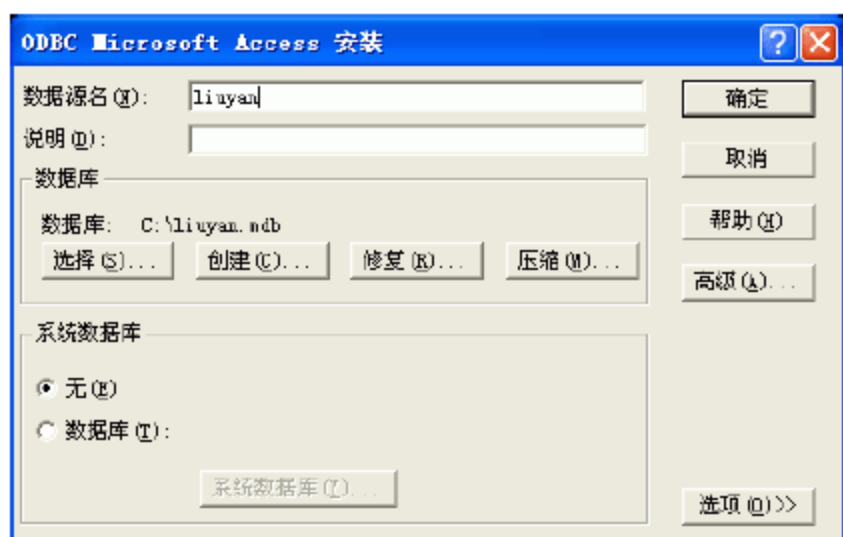 ODBC Microsoft Access 安装
数据源名(N): liuyan 确定
说明(D): 取消
数据库
数据库: C:\liuyan.mdb 帮助(H)
选择(S)... 创建(C)... 修复(R)... 压缩(M)...
高级(A)...
系统数据库
无(E)
数据库(T):
系统数据库(Y)...
选项(O)>>